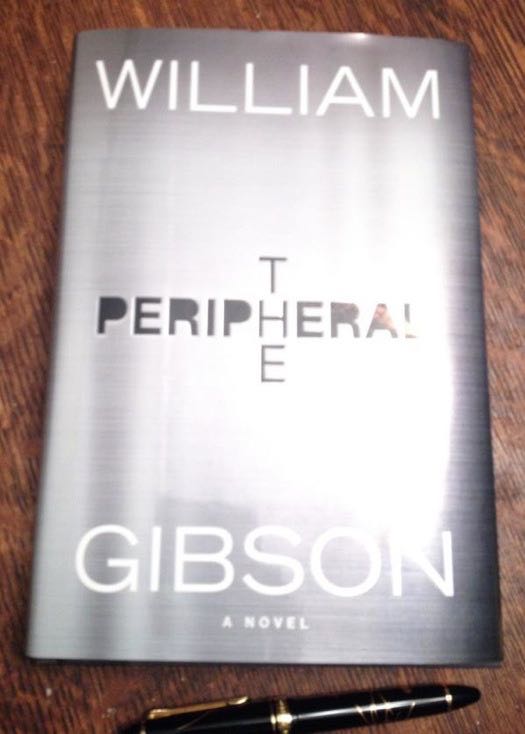 WILLIAM
THE
PERIPHERAL
GIBSON
A NOVEL